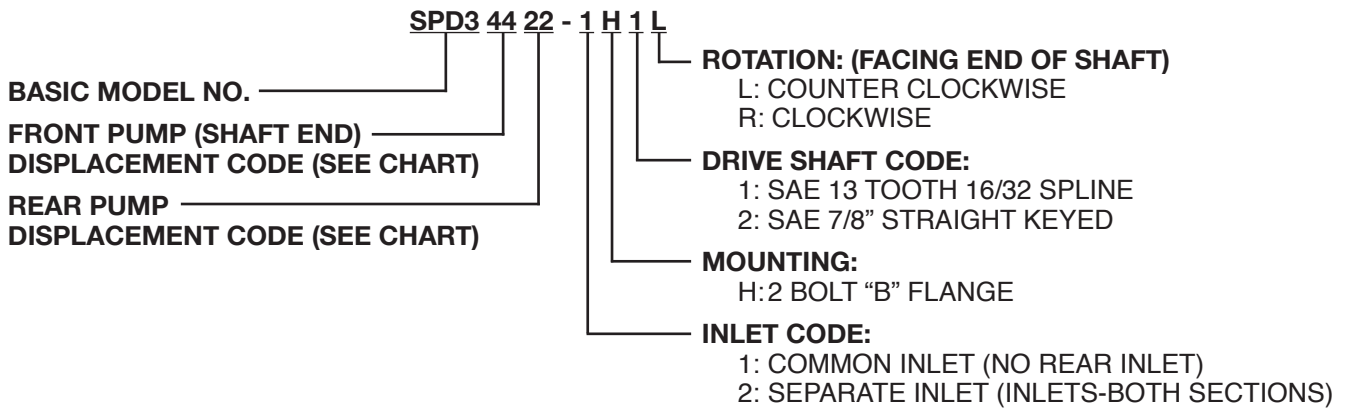 SPD3 44 22 - 1 H 1 L
BASIC MODEL NO.
FRONT PUMP (SHAFT END)
DISPLACEMENT CODE (SEE CHART)
REAR PUMP
DISPLACEMENT CODE (SEE CHART)
ROTATION: (FACING END OF SHAFT)
L: COUNTER CLOCKWISE
R: CLOCKWISE
DRIVE SHAFT CODE:
1: SAE 13 TOOTH 16/32 SPLINE
2: SAE 7/8" STRAIGHT KEYED
MOUNTING:
H: 2 BOLT “B” FLANGE
INLET CODE:
1: COMMON INLET (NO REAR INLET)
2: SEPARATE INLET (INLETS-BOTH SECTIONS)